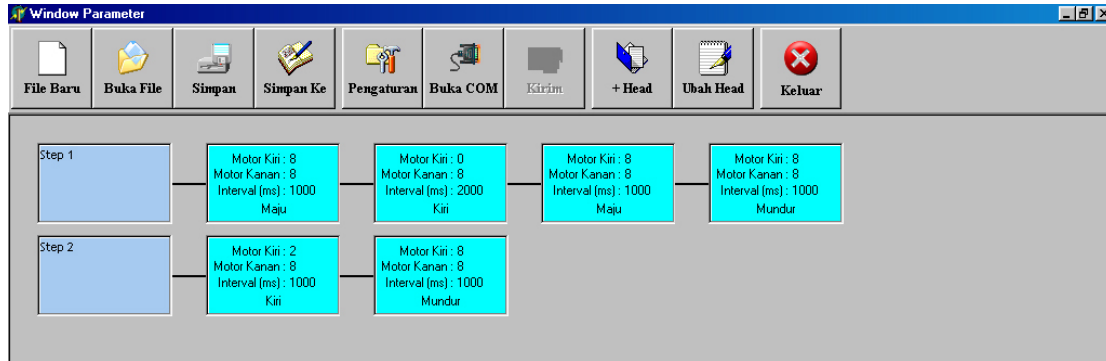 Window Parameter
File Baru
Buka File
Simpan
Simpan Ke
Pengaturan
Buka COM
Kirim
+ Head
Ubah Head
Keluar
Step 1
Motor Kiri : 8
Motor Kanan : 8
Interval (ms) : 1000
Maju
Motor Kiri : 0
Motor Kanan : 8
Interval (ms) : 2000
Kiri
Motor Kiri : 8
Motor Kanan : 8
Interval (ms) : 1000
Maju
Motor Kiri : 8
Motor Kanan : 8
Interval (ms) : 1000
Mundur
Step 2
Motor Kiri : 2
Motor Kanan : 8
Interval (ms) : 1000
Kiri
Motor Kiri : 8
Motor Kanan : 8
Interval (ms) : 1000
Mundur